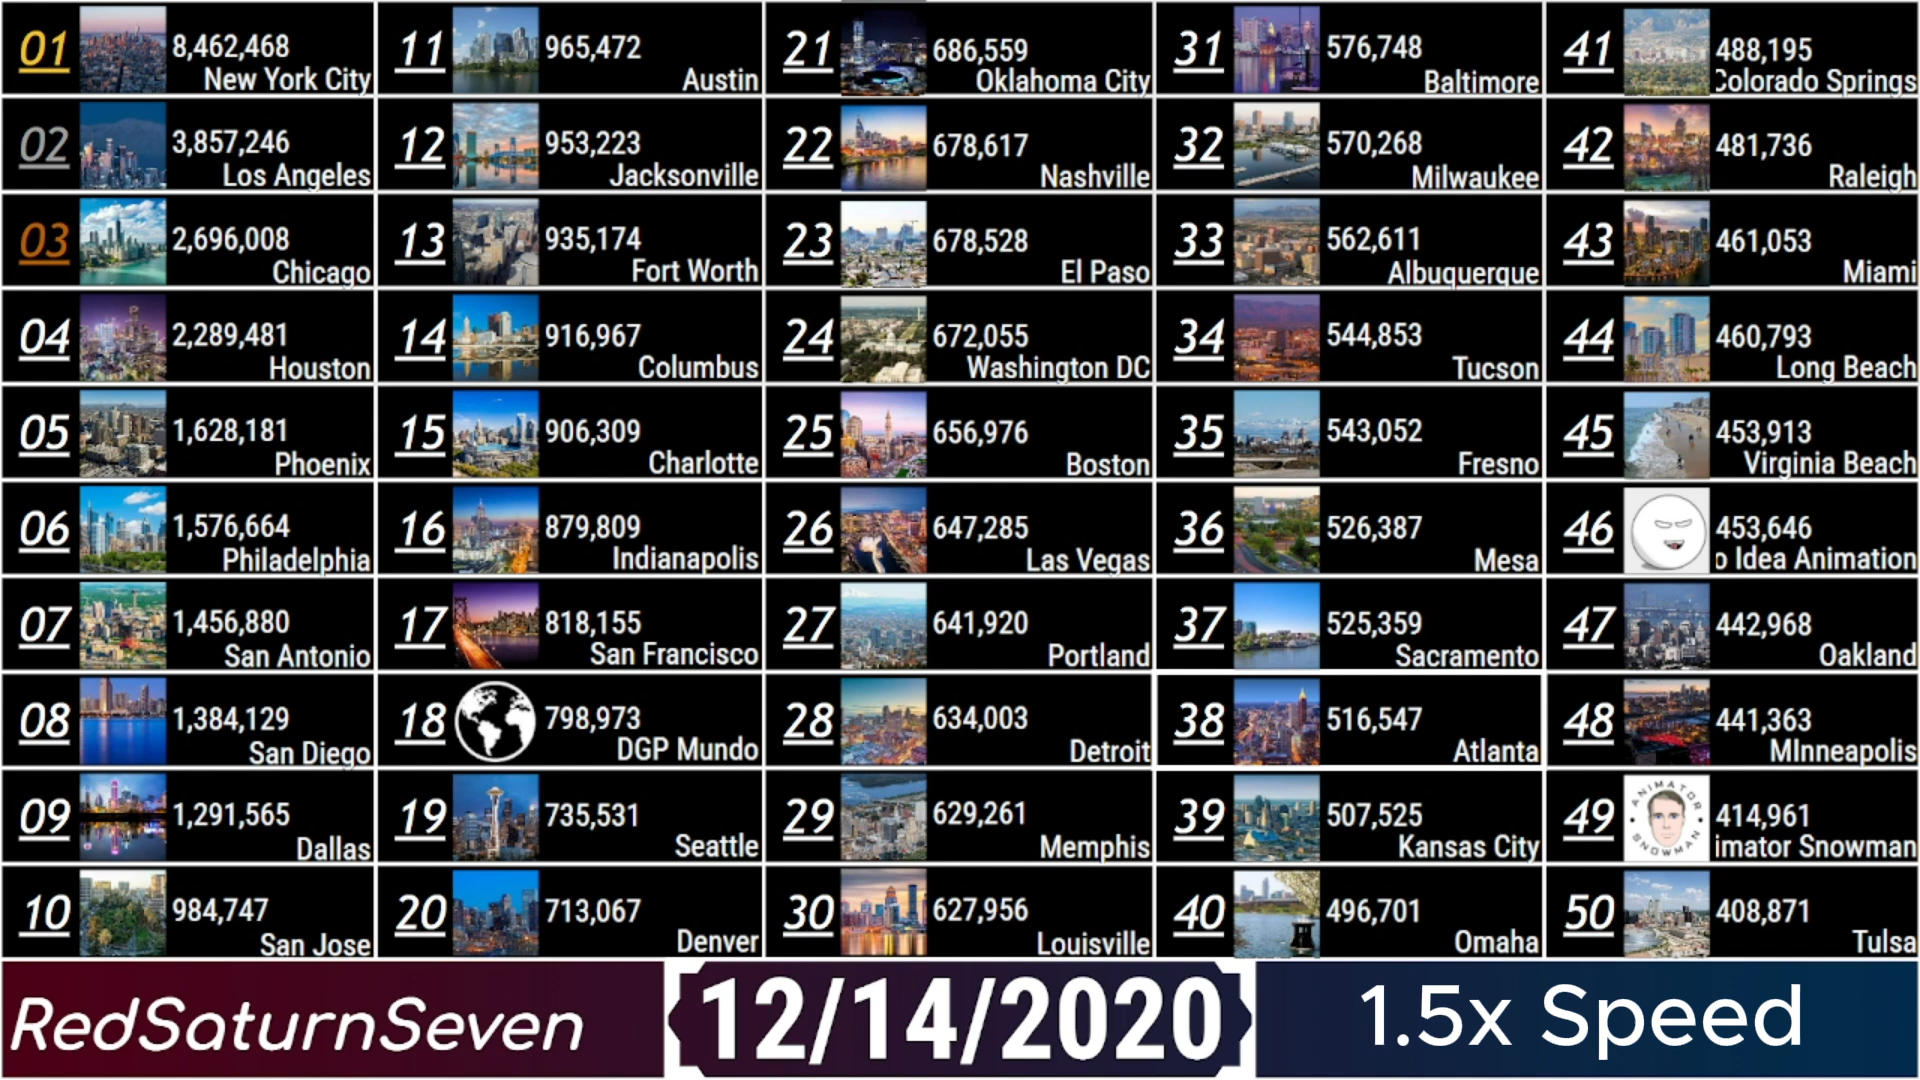 01
8,462,468
New York City
02
3,857,246
Los Angeles
03
2,696,008
Chicago
04
2,289,481
Houston
05
1,628,181
Phoenix
06
1,576,664
Philadelphia
07
1,456,880
San Antonio
08
1,384,129
San Diego
09
1,291,565
Dallas
10
984,747
San Jose
11
965,472
Austin
12
953,223
Jacksonville
13
935,174
Fort Worth
14
916,967
Columbus
15
906,309
Charlotte
16
879,809
Indianapolis
17
818,155
San Francisco
18
798,973
DGP Mundo
19
735,531
Seattle
20
713,067
Denver
21
686,559
Oklahoma City
22
678,617
Nashville
23
678,528
El Paso
24
672,055
Washington DC
25
656,976
Boston
26
647,285
Las Vegas
27
641,920
Portland
28
634,003
Detroit
29
629,261
Memphis
30
627,956
Louisville
31
576,748
Baltimore
32
570,268
Milwaukee
33
562,611
Albuquerque
34
544,853
Tucson
35
543,052
Fresno
36
526,387
Mesa
37
525,359
Sacramento
38
516,547
Atlanta
39
507,525
Kansas City
40
496,701
Omaha
41
488,195
Colorado Springs
42
481,736
Raleigh
43
461,053
Miami
44
460,793
Long Beach
45
453,913
Virginia Beach
46
453,646
o Idea Animation
47
442,968
Oakland
48
441,363
MInneapolis
49
ANIMATOR
SNOWMAN
414,961
imator Snowman
50
408,871
Tulsa
RedSaturnSeven
12/14/2020
1.5x Speed